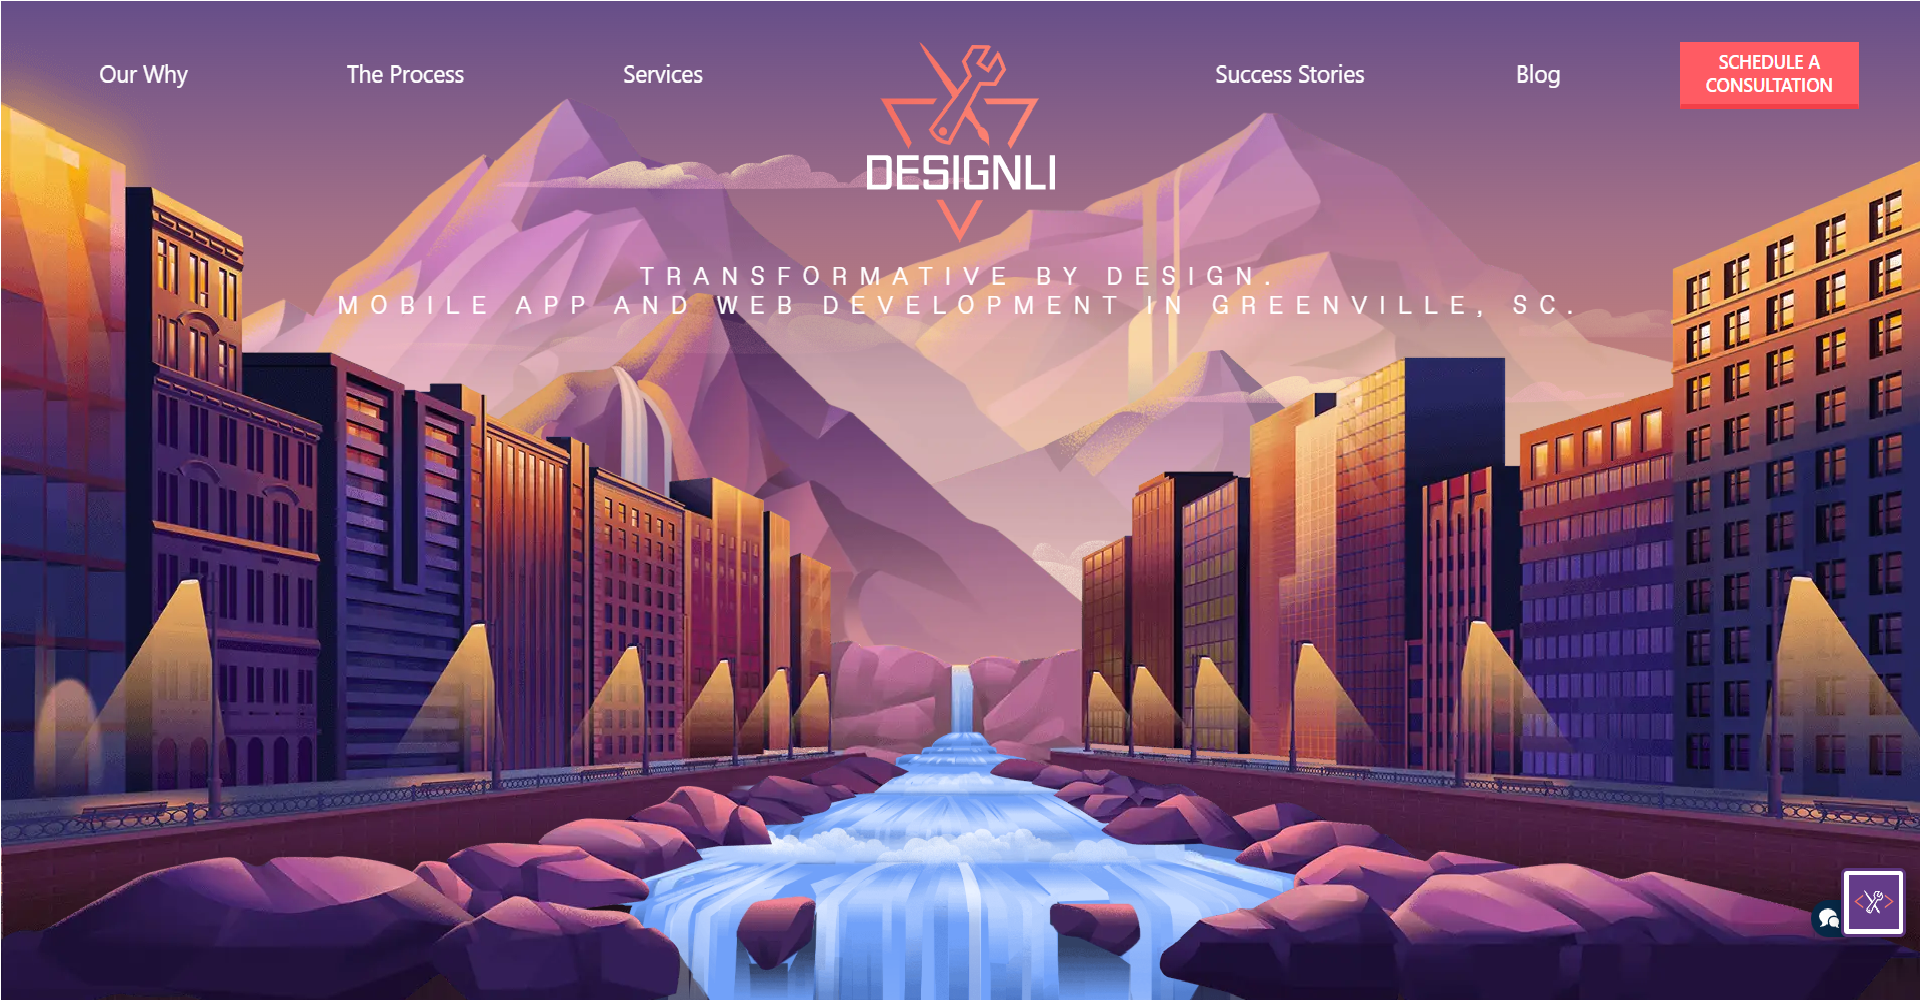 Our Why
The Process
Services
DESIGNLI
Success Stories
Blog
SCHEDULE A
CONSULTATION
TRANSFORMATIVE BY DESIGN.
MOBILE APP AND WEB DEVELOPMENT IN GREENVILLE, SC.